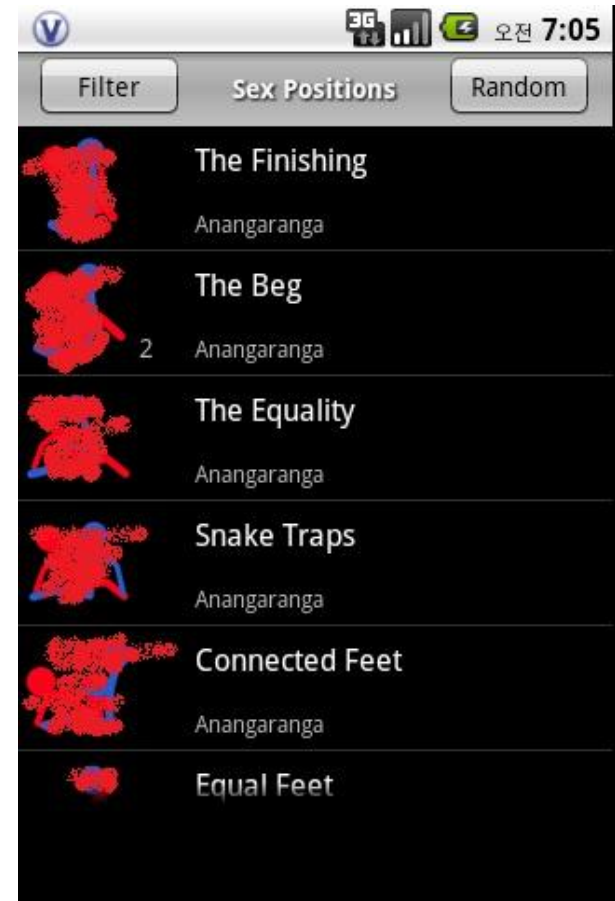 V 3G 오전 7:05
Filter Sex Positions Random
The Finishing
Anangaranga
The Beg
2 Anangaranga
The Equality
Anangaranga
Snake Traps
Anangaranga
Connected Feet
Anangaranga
Equal Feet